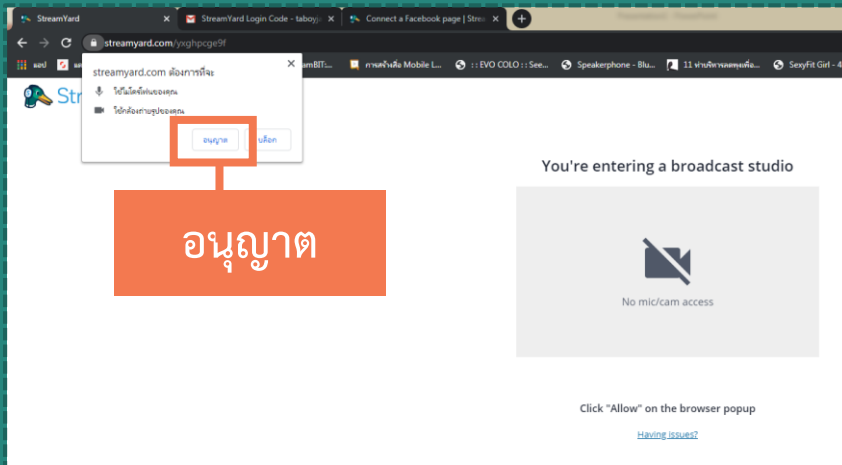 StreamYard
StreamYard Login Code - taboyj
Connect a Facebook page | Strea
streamyard.com/yxghpcge9f
แอป
amBIT:...
การสร้างสื่อ Mobile L...
:: EVO COLO :: See...
Speakerphone - Blu...
SexyFit Girl - 4
Str
streamyard.com ต้องการที่จะ
ใช้ไมโครโฟนของคุณ
ใช้กล้องถ่ายรูปของคุณ
อนุญาต
บล็อก
อนุญาต
You're entering a broadcast studio
No mic/cam access
Click "Allow" on the browser popup
Having issues?